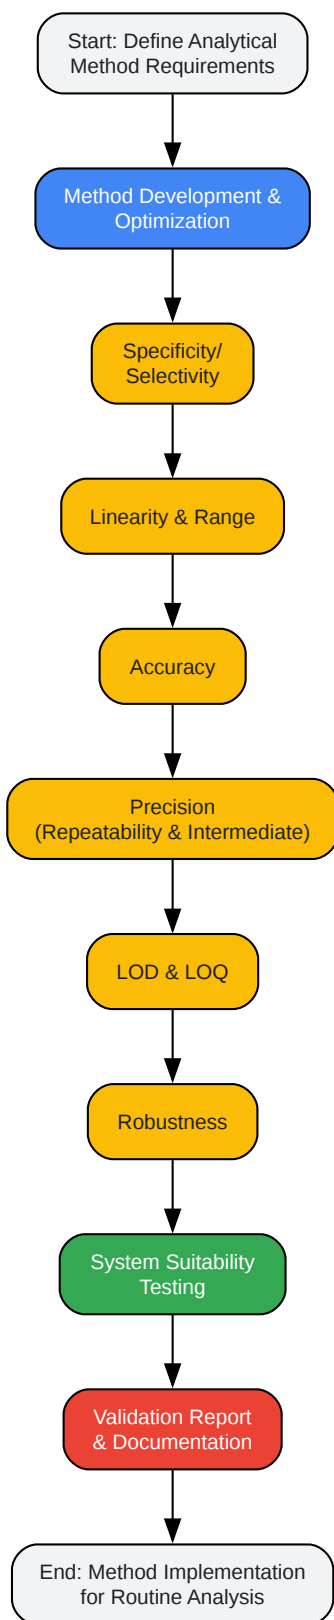 Start: Define Analytical
Method Requirements
Method Development &
Optimization
Specificity/
Selectivity
Linearity & Range
Accuracy
Precision
(Repeatability & Intermediate)
LOD & LOQ
Robustness
System Suitability
Testing
Validation Report
& Documentation
End: Method Implementation
for Routine Analysis